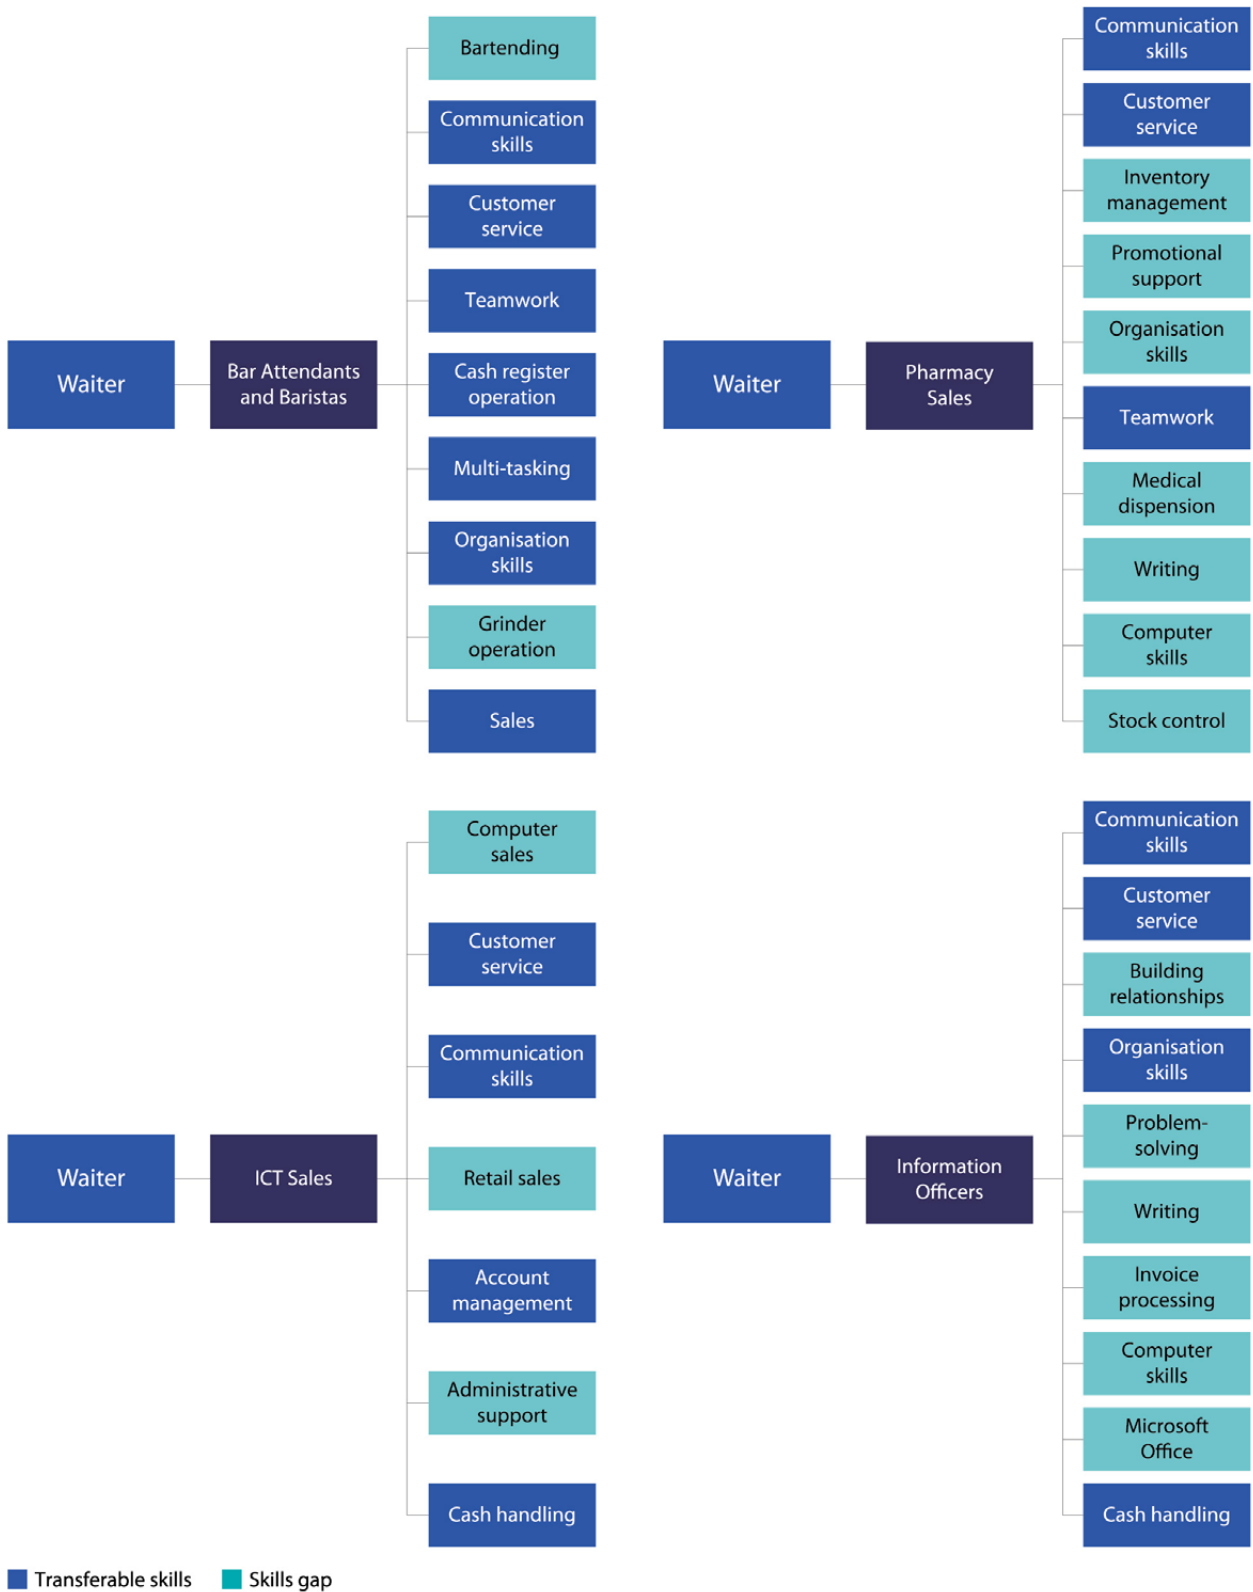 Waiter
Bar Attendants
and Baristas
Bartending
Communication
skills
Customer
service
Teamwork
Cash register
operation
Multi-tasking
Organisation
skills
Grinder
operation
Sales
Waiter
Pharmacy
Sales
Communication
skills
Customer
service
Inventory
management
Promotional
support
Organisation
skills
Teamwork
Medical
dispension
Writing
Computer
skills
Stock control
Waiter
ICT Sales
Computer
sales
Customer
service
Communication
skills
Retail sales
Account
management
Administrative
support
Cash handling
Waiter
Information
Officers
Communication
skills
Customer
service
Building
relationships
Organisation
skills
Problem-
solving
Writing
Invoice
processing
Computer
skills
Microsoft
Office
Cash handling
Transferable skills
Skills gap